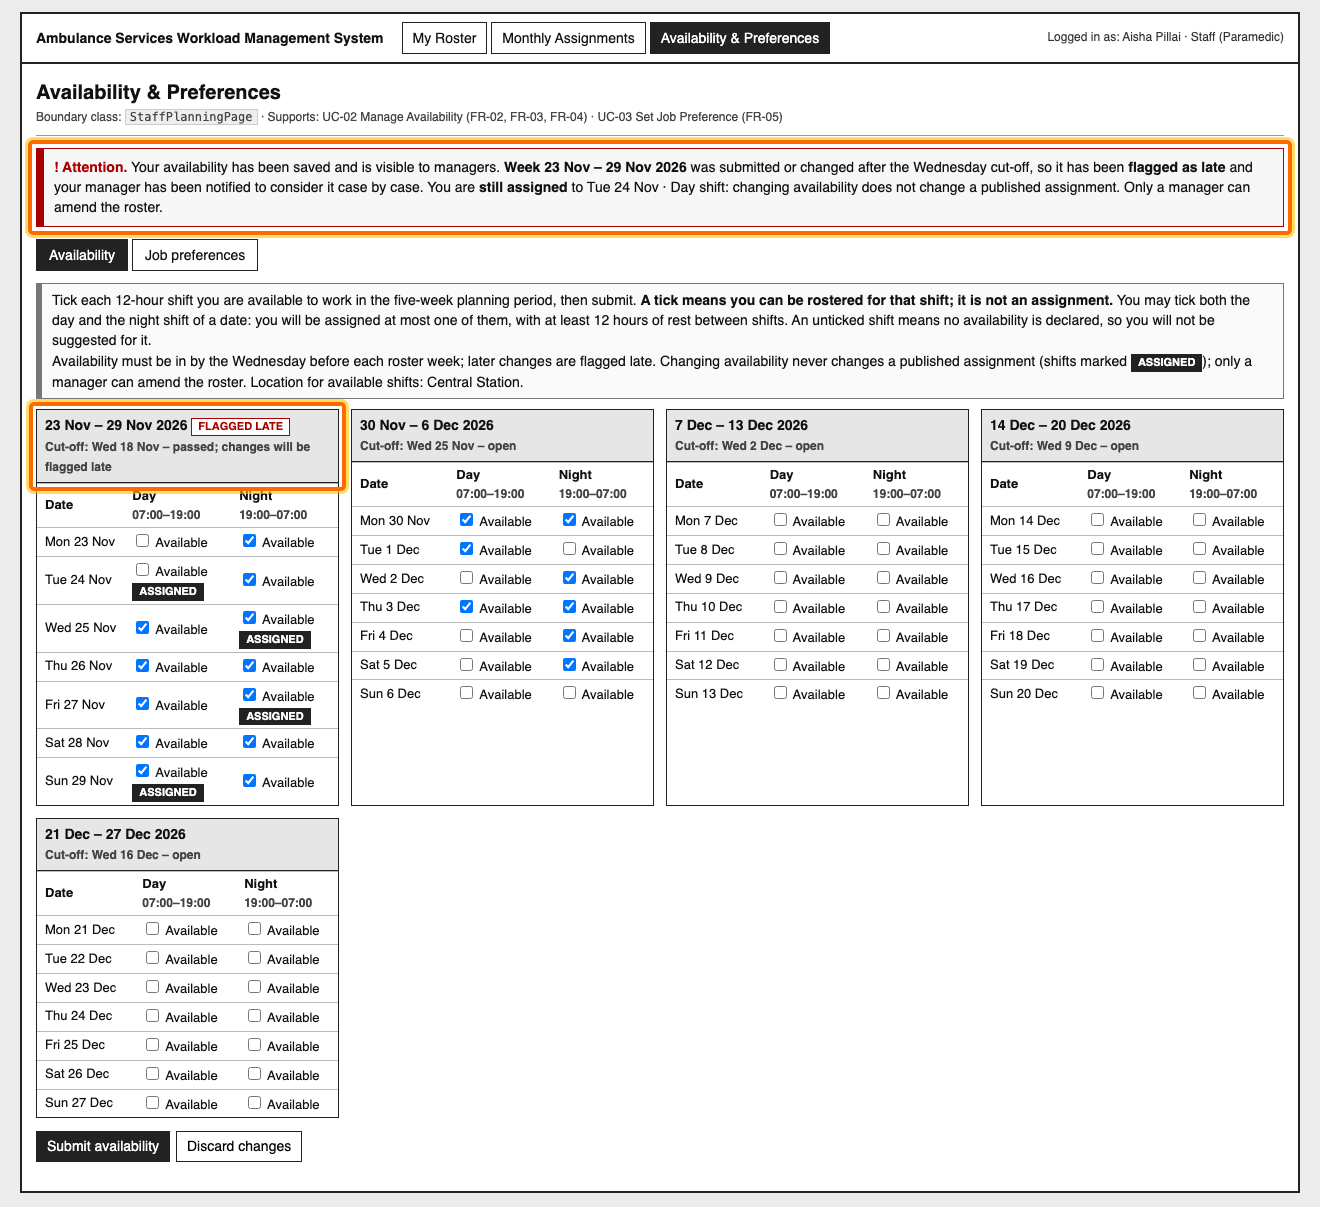 Ambulance Services Workload Management System My Roster Monthly Assignments Availability & Preferences Logged in as: Aisha Pillai · Staff (Paramedic)
Availability & Preferences
Boundary class: StaffPlanningPage · Supports: UC-02 Manage Availability (FR-02, FR-03, FR-04) · UC-03 Set Job Preference (FR-05)
! Attention. Your availability has been saved and is visible to managers. Week 23 Nov – 29 Nov 2026 was submitted or changed after the Wednesday cut-off, so it has been flagged as late and
your manager has been notified to consider it case by case. You are still assigned to Tue 24 Nov · Day shift: changing availability does not change a published assignment. Only a manager can
amend the roster.
Availability Job preferences
Tick each 12-hour shift you are available to work in the five-week planning period, then submit. A tick means you can be rostered for that shift; it is not an assignment. You may tick both the
day and the night shift of a date: you will be assigned at most one of them, with at least 12 hours of rest between shifts. An unticked shift means no availability is declared, so you will not be
suggested for it.
Availability must be in by the Wednesday before each roster week; later changes are flagged late. Changing availability never changes a published assignment (shifts marked ASSIGNED); only a
manager can amend the roster. Location for available shifts: Central Station.
23 Nov – 29 Nov 2026 FLAGGED LATE
Cut-off: Wed 18 Nov – passed; changes will be
flagged late
Date Day Night
07:00–19:00 19:00–07:00
Mon 23 Nov Available Available
Tue 24 Nov Available Available
ASSIGNED
Wed 25 Nov Available Available
ASSIGNED
Thu 26 Nov Available Available
Fri 27 Nov Available Available
ASSIGNED
Sat 28 Nov Available Available
Sun 29 Nov Available Available
ASSIGNED
30 Nov – 6 Dec 2026
Cut-off: Wed 25 Nov – open
Date Day Night
07:00–19:00 19:00–07:00
Mon 30 Nov Available Available
Tue 1 Dec Available Available
Wed 2 Dec Available Available
Thu 3 Dec Available Available
Fri 4 Dec Available Available
Sat 5 Dec Available Available
Sun 6 Dec Available Available
7 Dec – 13 Dec 2026
Cut-off: Wed 2 Dec – open
Date Day Night
07:00–19:00 19:00–07:00
Mon 7 Dec Available Available
Tue 8 Dec Available Available
Wed 9 Dec Available Available
Thu 10 Dec Available Available
Fri 11 Dec Available Available
Sat 12 Dec Available Available
Sun 13 Dec Available Available
14 Dec – 20 Dec 2026
Cut-off: Wed 9 Dec – open
Date Day Night
07:00–19:00 19:00–07:00
Mon 14 Dec Available Available
Tue 15 Dec Available Available
Wed 16 Dec Available Available
Thu 17 Dec Available Available
Fri 18 Dec Available Available
Sat 19 Dec Available Available
Sun 20 Dec Available Available
21 Dec – 27 Dec 2026
Cut-off: Wed 16 Dec – open
Date Day Night
07:00–19:00 19:00–07:00
Mon 21 Dec Available Available
Tue 22 Dec Available Available
Wed 23 Dec Available Available
Thu 24 Dec Available Available
Fri 25 Dec Available Available
Sat 26 Dec Available Available
Sun 27 Dec Available Available
Submit availability Discard changes